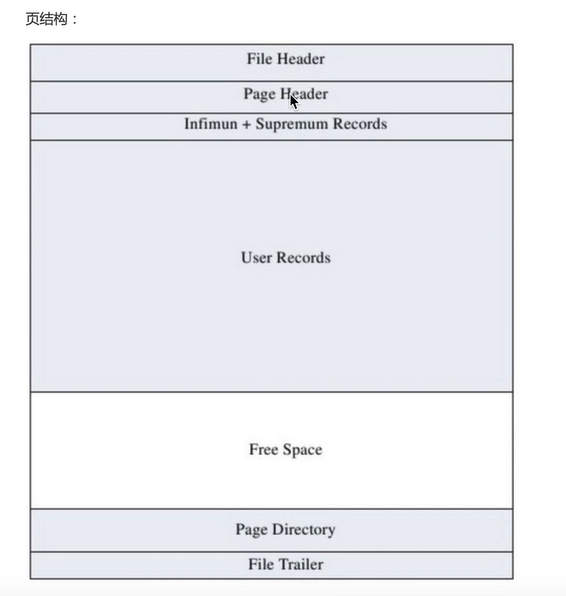 页结构：
File Header
Page Header
Infimun + Supremum Records
User Records
Free Space
Page Directory
File Trailer